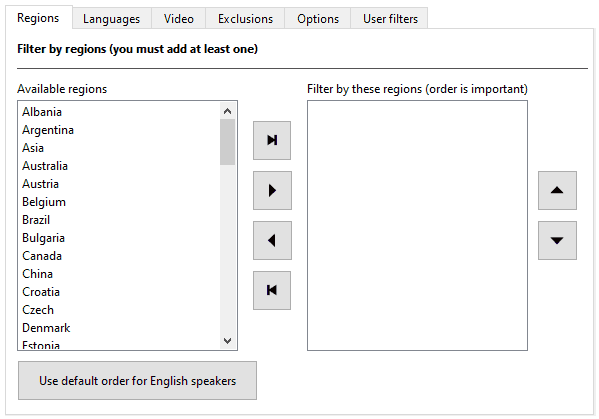 Regions Languages Video Exclusions Options User filters
Filter by regions (you must add at least one)
Available regions
Filter by these regions (order is important)
Albania
Argentina
Asia
Australia
Austria
Belgium
Brazil
Bulgaria
Canada
China
Croatia
Czech
Denmark
Estonia
Use default order for English speakers